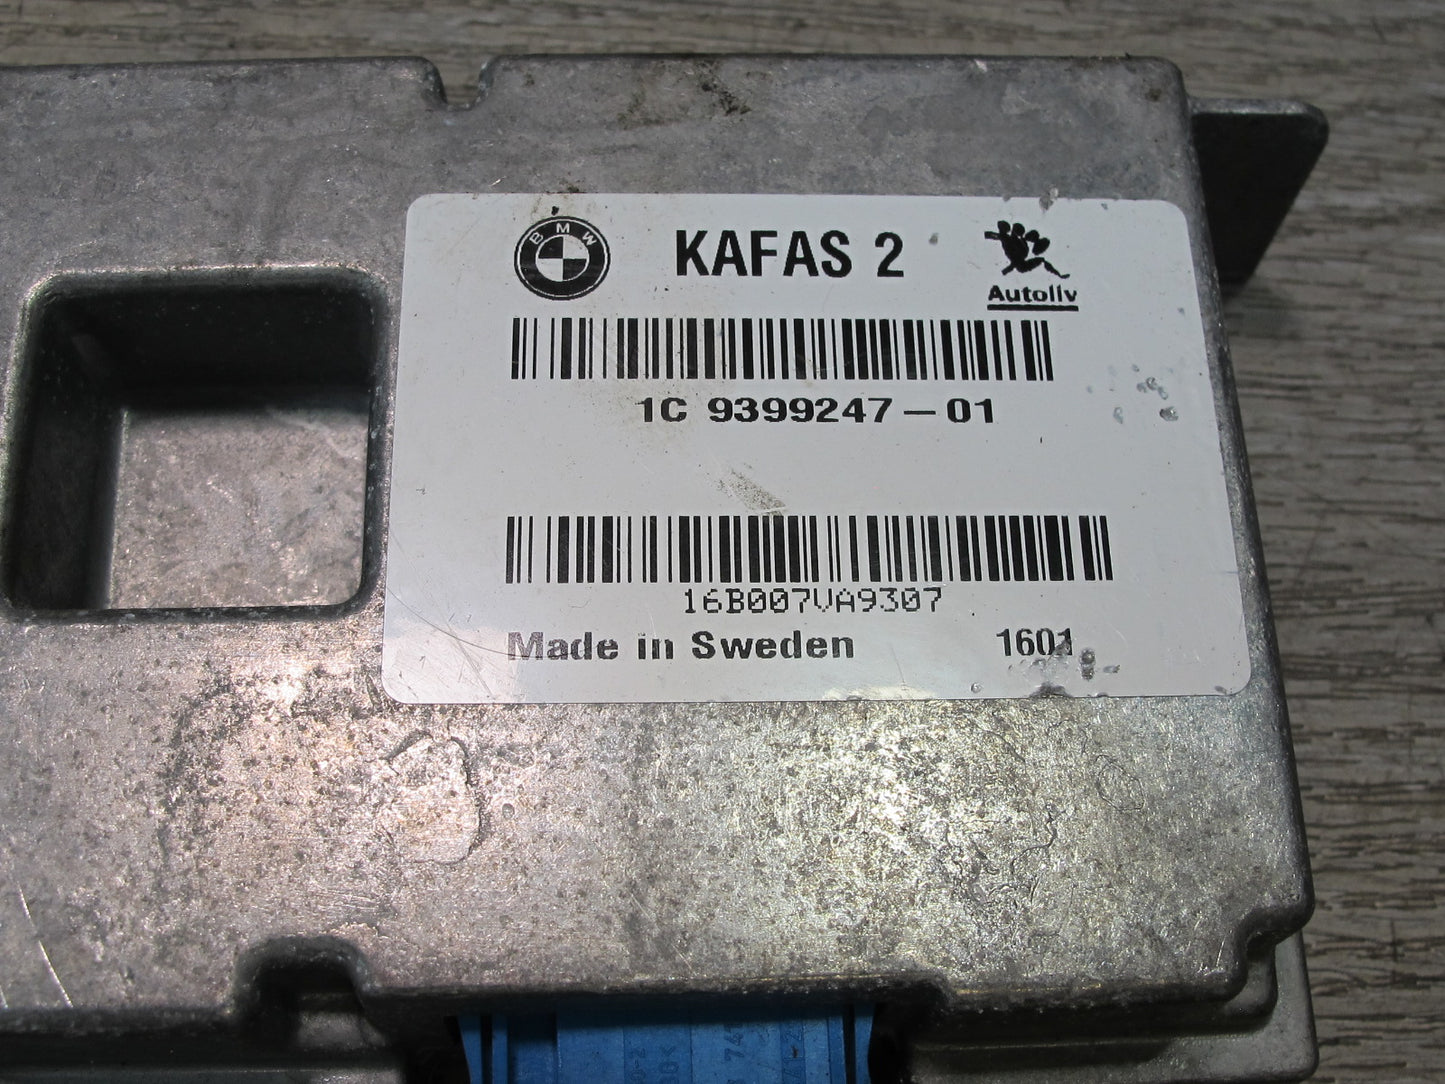 BMW
KAFAS 2
Autoliv
1C 9399247-01
16B007VA9307
Made in Sweden
1601